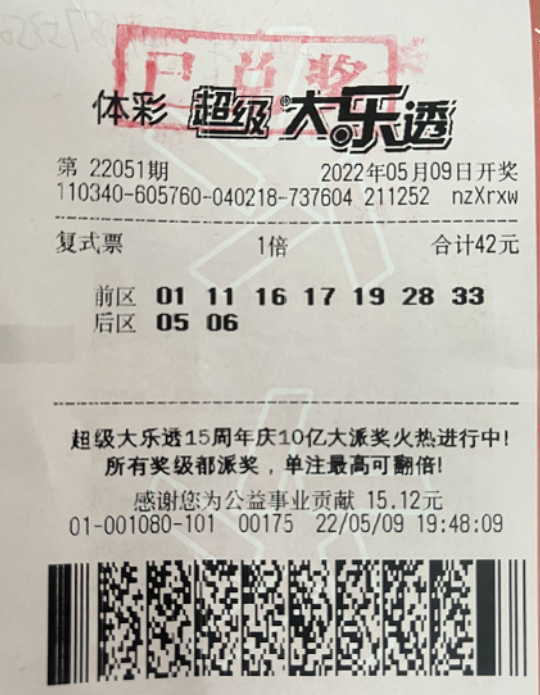 已兑奖
体彩 超级大乐透
第 22051期 2022年05月09日开奖
110340-605760-040218-737604 211252 nzXrxw
复式票 1倍 合计42元
前区 01 11 16 17 19 28 33
后区 05 06
超级大乐透15周年庆10亿大派奖火热进行中!
所有奖级都派奖，单注最高可翻倍!
感谢您为公益事业贡献 15.12元
01-001080-101 00175 22/05/09 19:48:09